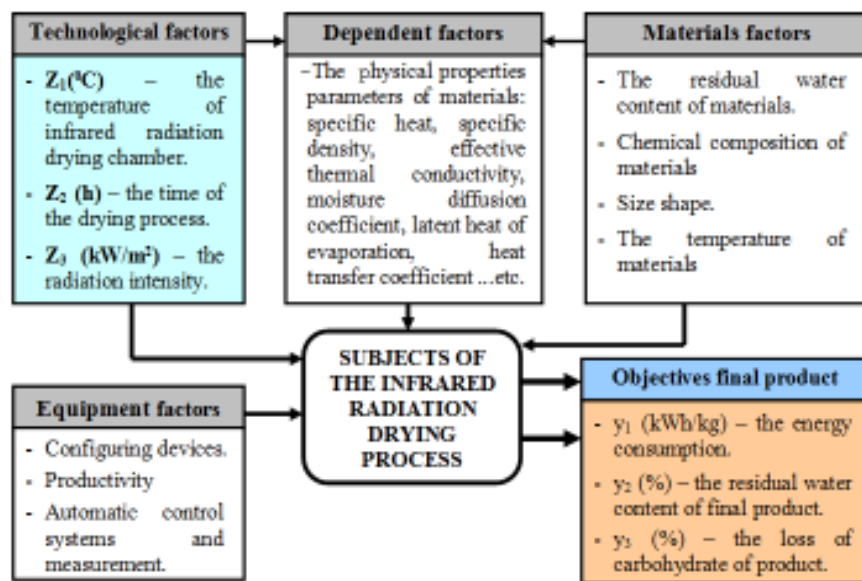 Technological factors
- Z₁(⁰C) – the
temperature of
infrared radiation
drying chamber.
- Z₂ (h) – the time of
the drying process.
- Z₃ (kW/m²) – the
radiation intensity.
Dependent factors
–The physical properties
parameters of materials:
specific heat, specific
density, effective
thermal conductivity,
moisture diffusion
coefficient, latent heat of
evaporation, heat
transfer coefficient ...etc.
Materials factors
- The residual water
content of materials.
- Chemical composition of
materials
- Size shape.
- The temperature of
materials
SUBJECTS OF
THE INFRARED
RADIATION
DRYING
PROCESS
Equipment factors
- Configuring devices.
- Productivity
- Automatic control
systems and
measurement.
Objectives final product
- y₁ (kWh/kg) – the energy
consumption.
- y₂ (%) – the residual water
content of final product.
- y₃ (%) – the loss of
carbohydrate of product.